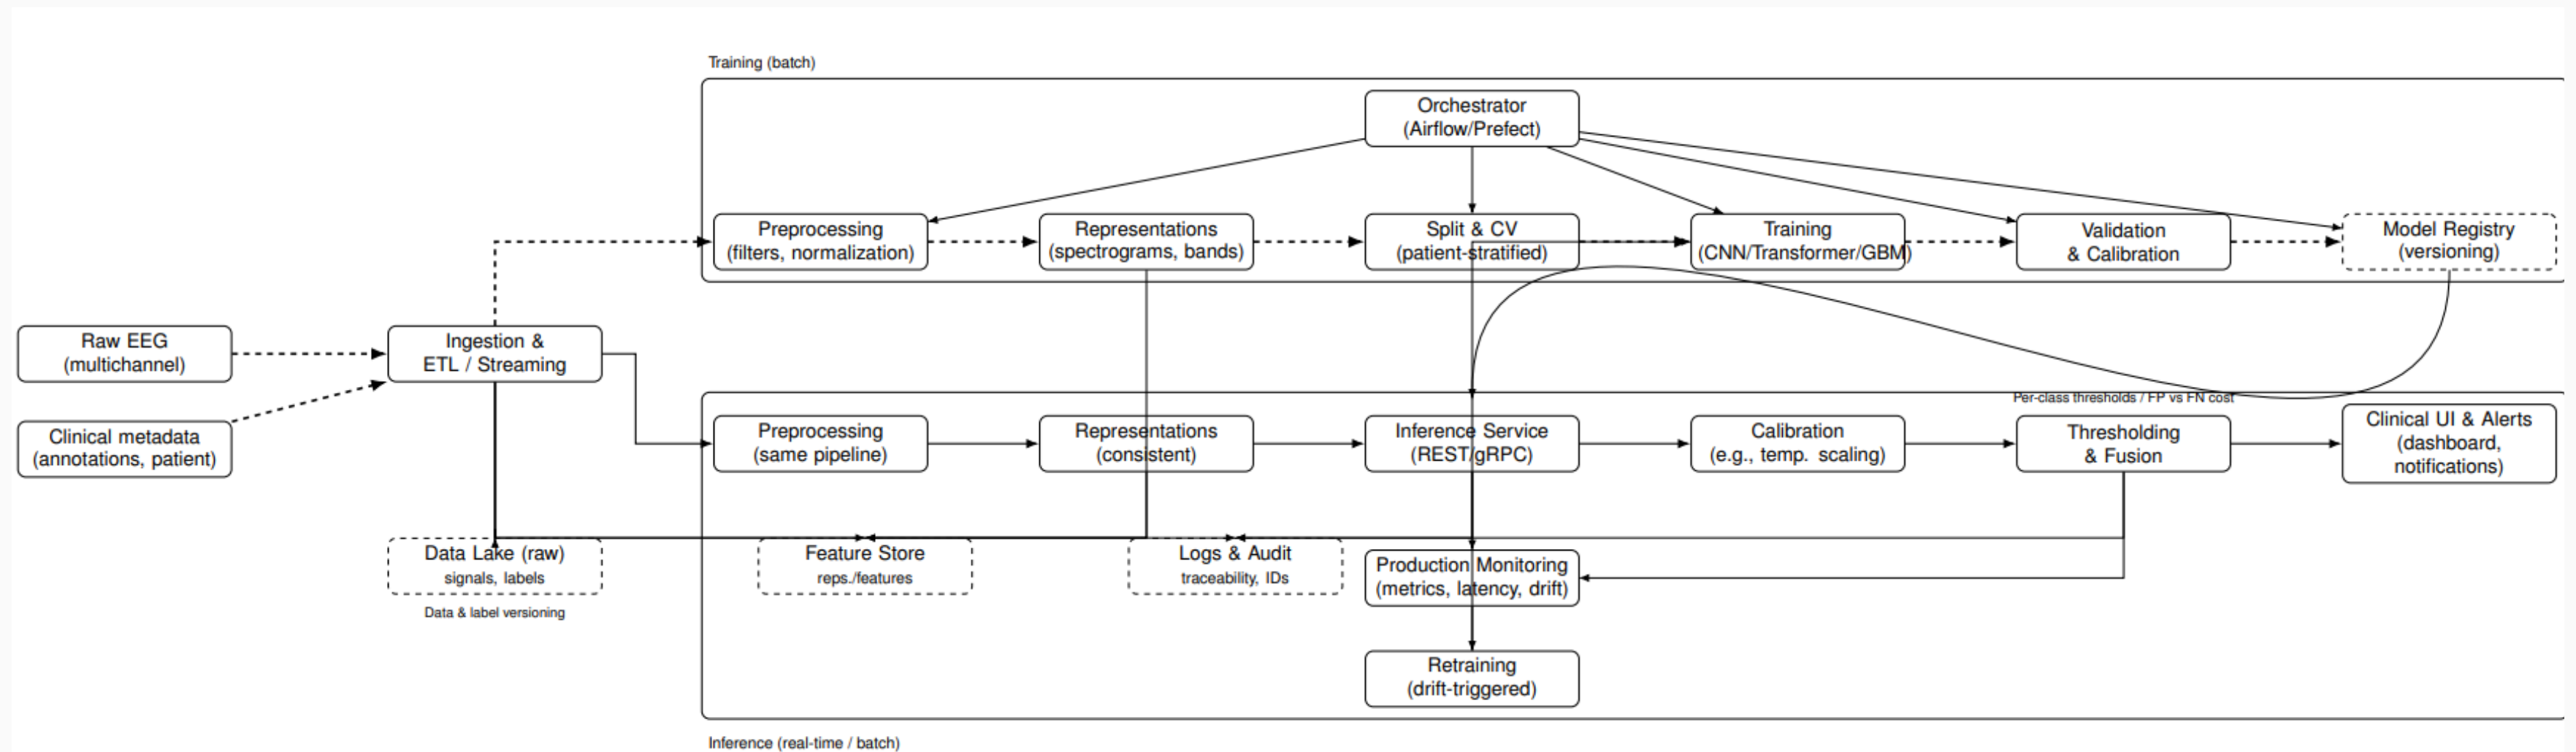 Training (batch)
Orchestrator
(Airflow/Prefect)
Preprocessing
(filters, normalization)
Representations
(spectrograms, bands)
Split & CV
(patient-stratified)
Training
(CNN/Transformer/GBM)
Validation
& Calibration
Model Registry
(versioning)
Raw EEG
(multichannel)
Ingestion &
ETL / Streaming
Clinical metadata
(annotations, patient)
Per-class thresholds / FP vs FN cost
Preprocessing
(same pipeline)
Representations
(consistent)
Inference Service
(REST/gRPC)
Calibration
(e.g., temp. scaling)
Thresholding
& Fusion
Clinical UI & Alerts
(dashboard,
notifications)
Data Lake (raw)
signals, labels
Data & label versioning
Feature Store
reps./features
Logs & Audit
traceability, IDs
Production Monitoring
(metrics, latency, drift)
Retraining
(drift-triggered)
Inference (real-time / batch)